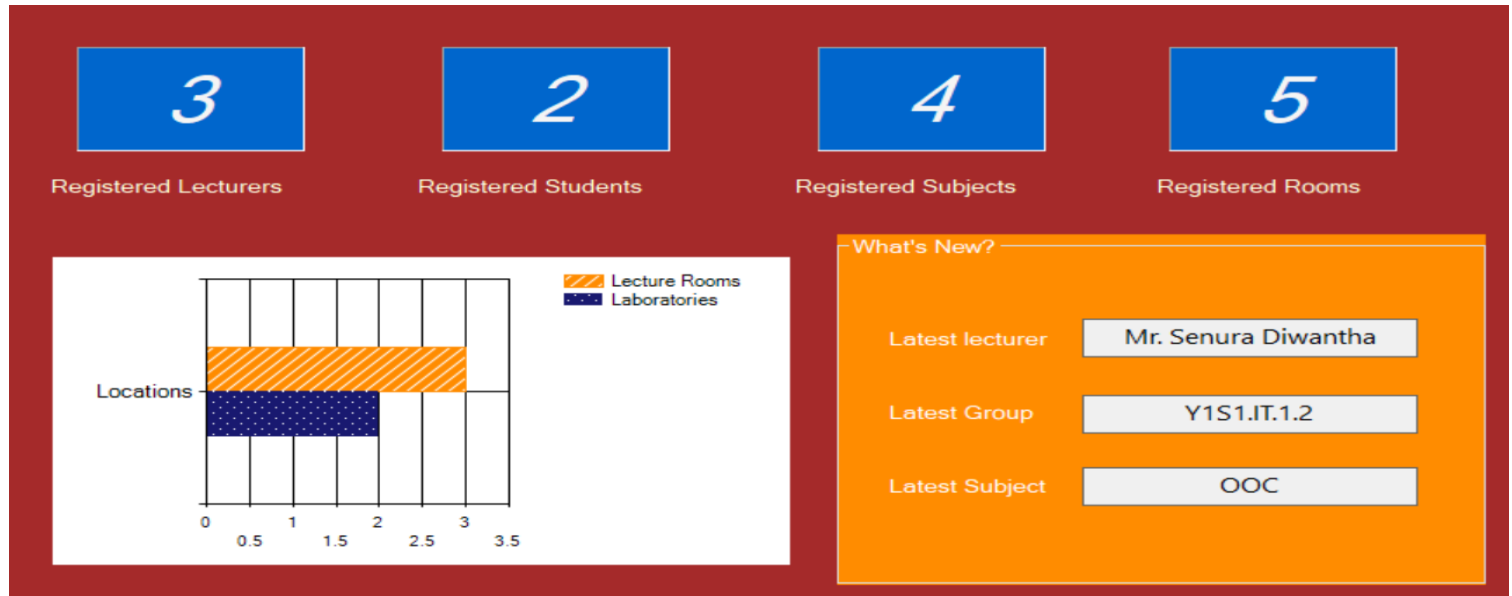 3
2
4
5
Registered Lecturers
Registered Students
Registered Subjects
Registered Rooms
Lecture Rooms
Laboratories
Locations
0 1 2 3
0.5 1.5 2.5 3.5
What's New?
Latest lecturer Mr. Senura Diwantha
Latest Group Y1S1.IT.1.2
Latest Subject OOC